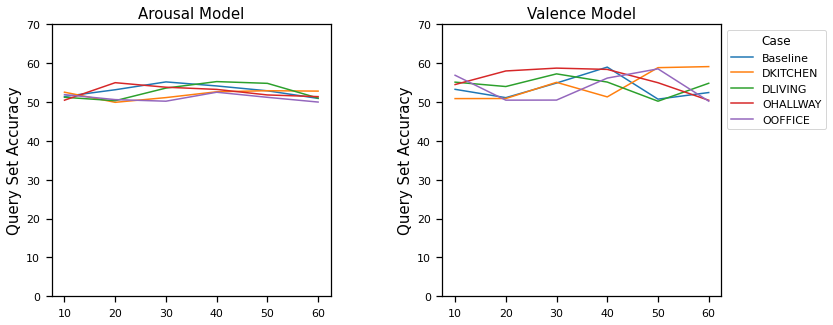 Arousal Model
Query Set Accuracy
70
60
50
40
30
20
10
0
10 20 30 40 50 60
Valence Model
Query Set Accuracy
70
60
50
40
30
20
10
0
10 20 30 40 50 60
Case
Baseline
DKITCHEN
DLIVING
OHALLWAY
OOFFICE